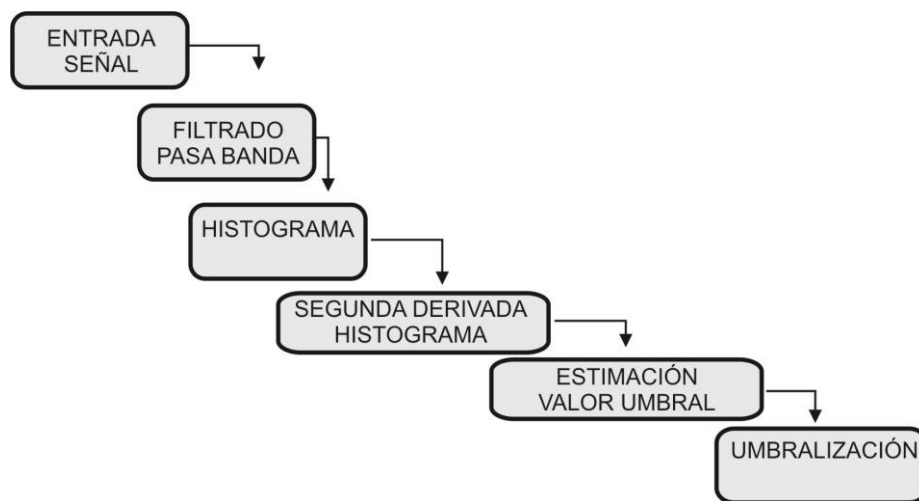 ENTRADA
SEÑAL
FILTRADO
PASA BANDA
HISTOGRAMA
SEGUNDA DERIVADA
HISTOGRAMA
ESTIMACIÓN
VALOR UMBRAL
UMBRALIZACIÓN